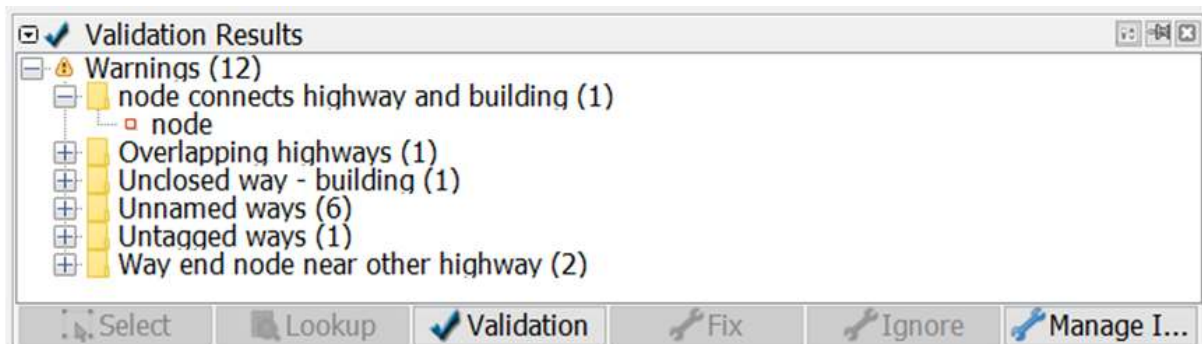 Validation Results
Warnings (12)
node connects highway and building (1)
node
Overlapping highways (1)
Unclosed way - building (1)
Unnamed ways (6)
Untagged ways (1)
Way end node near other highway (2)
Select Lookup Validation Fix Ignore Manage I...